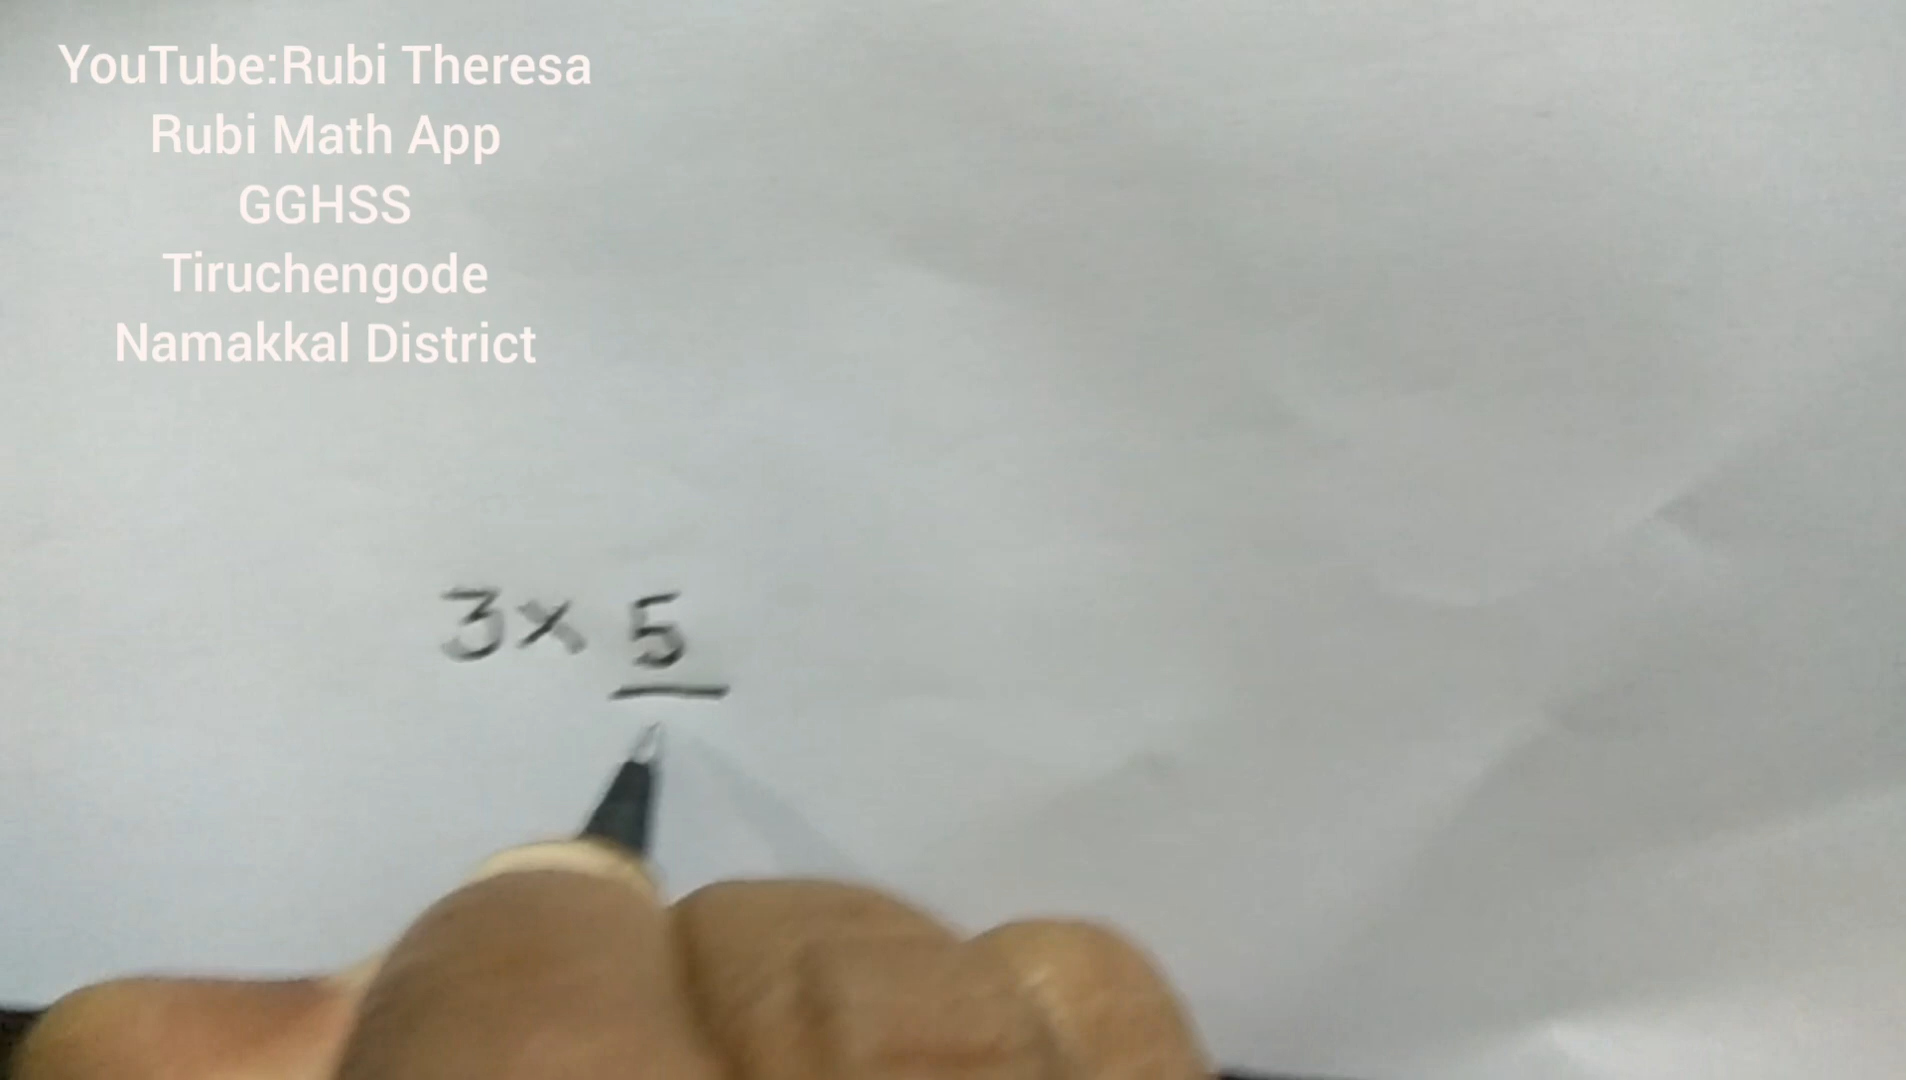 YouTube:Rubi Theresa
Rubi Math App
GGHSS
Tiruchengode
Namakkal District
3 × 5